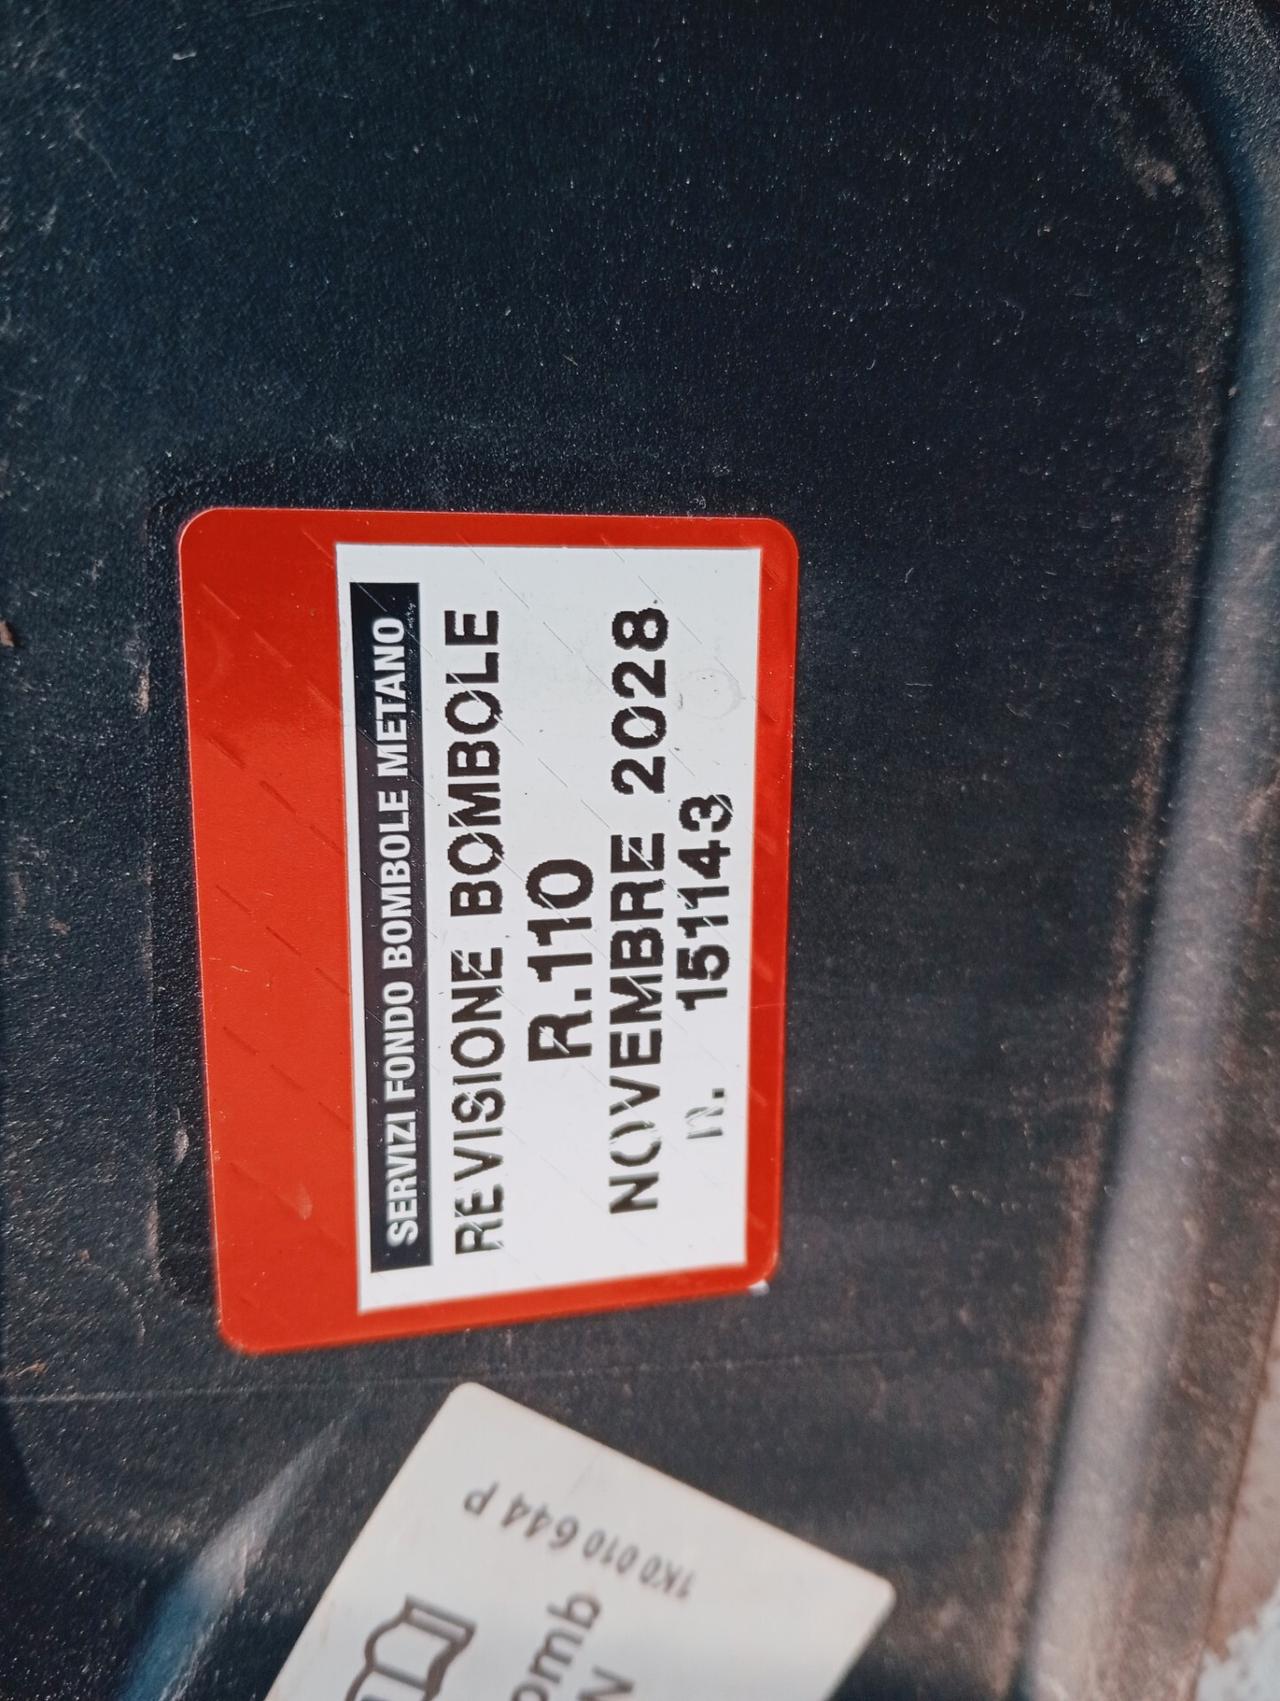 SERVIZI FONDO BOMBOLE METANO
REVISIONE BOMBOLE
R.110
NOVEMBRE 2028
n. 151143
1K0 010 644 P